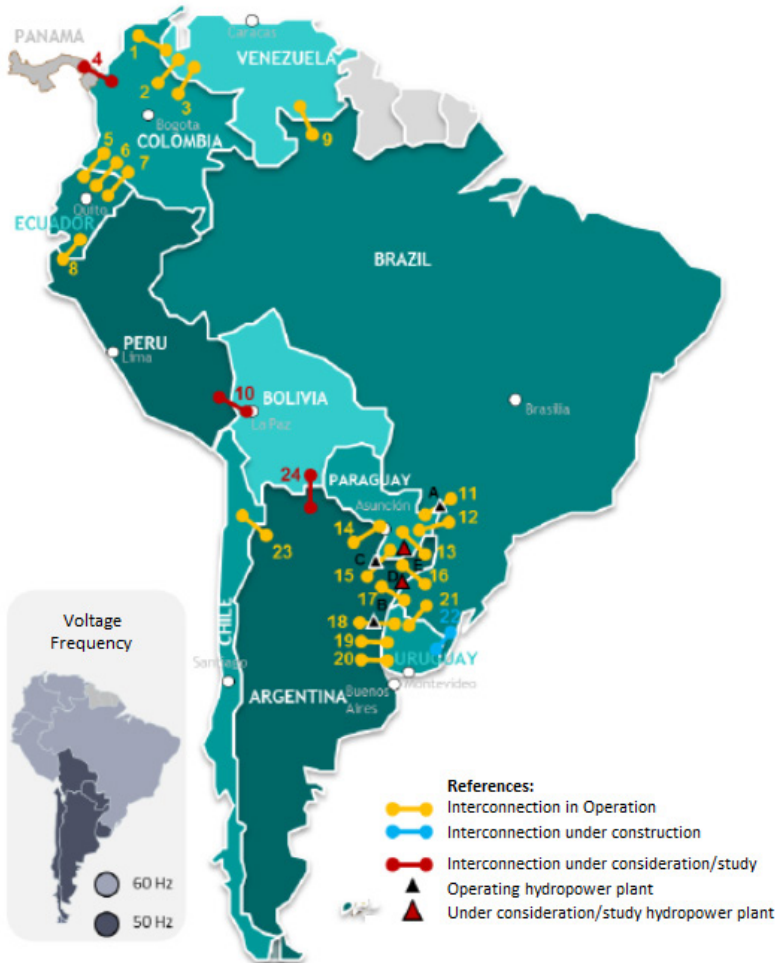 Caracas
PANAMÁ
VENEZUELA
1
4
2
3
Bogota
COLOMBIA
9
5
6
7
Quito
ECUADOR
8
BRAZIL
PERU
Lima
10
BOLIVIA
La Paz
Brasilia
24
PARAGUAY
A
11
Asunción
12
14
13
23
C
E
15
D
16
17
B
21
18
22
19
20
URUGUAY
CHILE
Santiago
Montevideo
ARGENTINA
Buenos
Aires
Voltage
Frequency
60 Hz
50 Hz
References:
Interconnection in Operation
Interconnection under construction
Interconnection under consideration/study
Operating hydropower plant
Under consideration/study hydropower plant